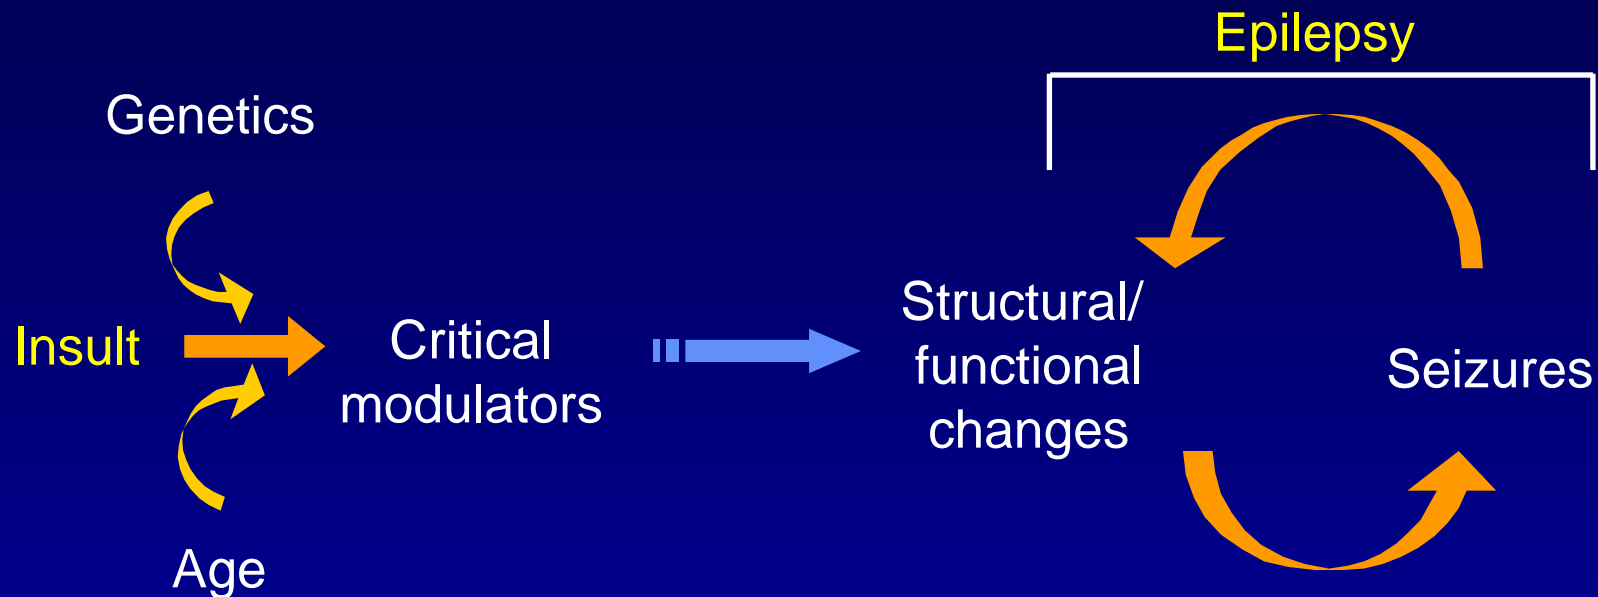 Epilepsy
Genetics
Insult
Critical
modulators
Structural/
functional
changes
Seizures
Age